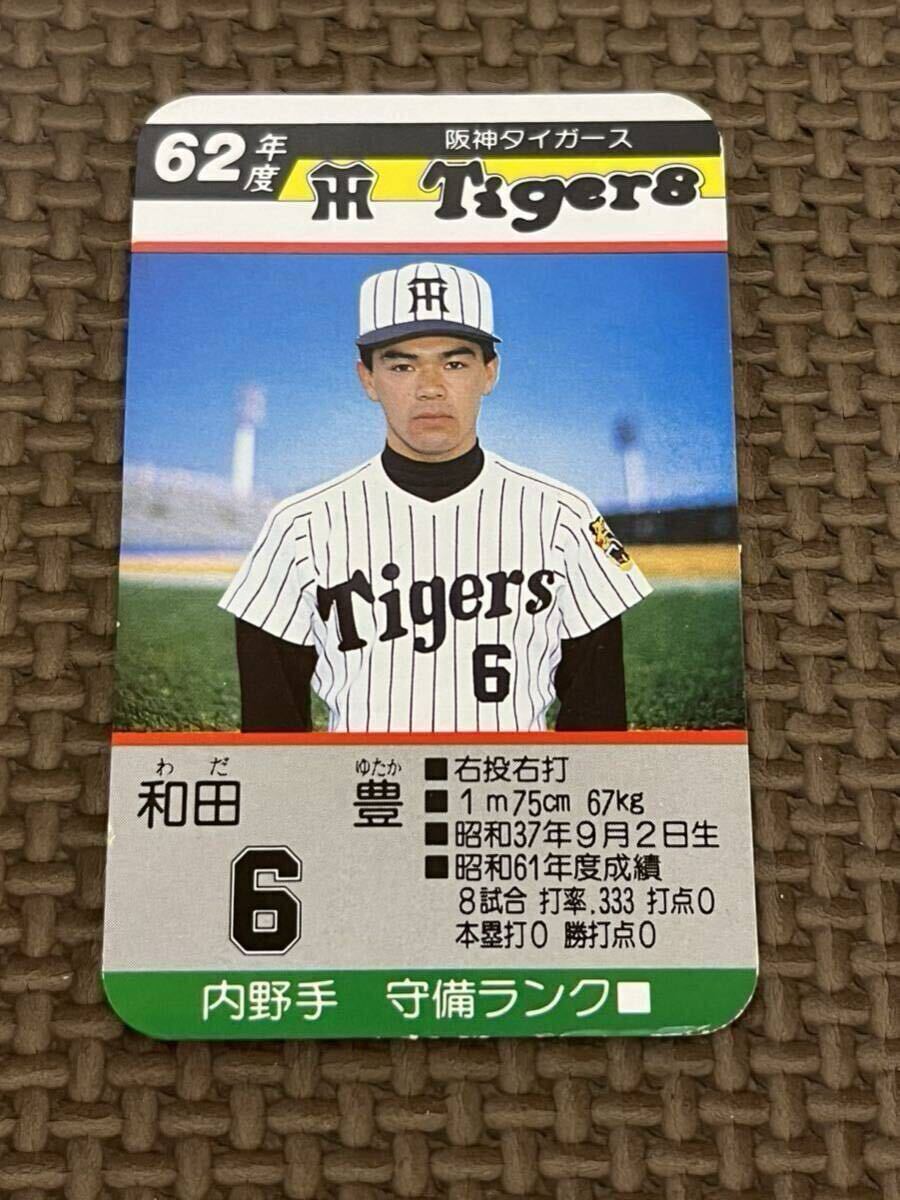 62年度
阪神タイガース
TH Tigers
TH
Tigers
6
わだ ゆたか
和田 豊
6
■右投右打
■1m75cm 67kg
■昭和37年9月2日生
■昭和61年度成績
8試合 打率.333 打点0
本塁打0 勝打点0
内野手 守備ランク■